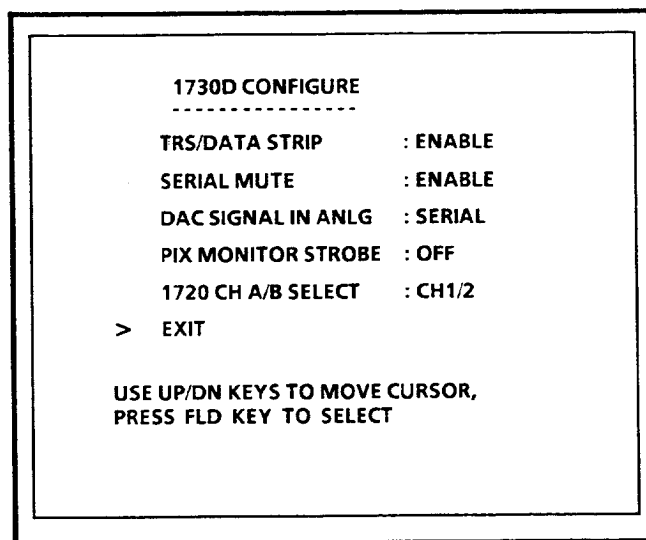 1730D CONFIGURE
- - - - - - - - - - - - - - - -
TRS/DATA STRIP : ENABLE
SERIAL MUTE : ENABLE
DAC SIGNAL IN ANLG : SERIAL
PIX MONITOR STROBE : OFF
1720 CH A/B SELECT : CH1/2
> EXIT
USE UP/DN KEYS TO MOVE CURSOR,
PRESS FLD KEY TO SELECT